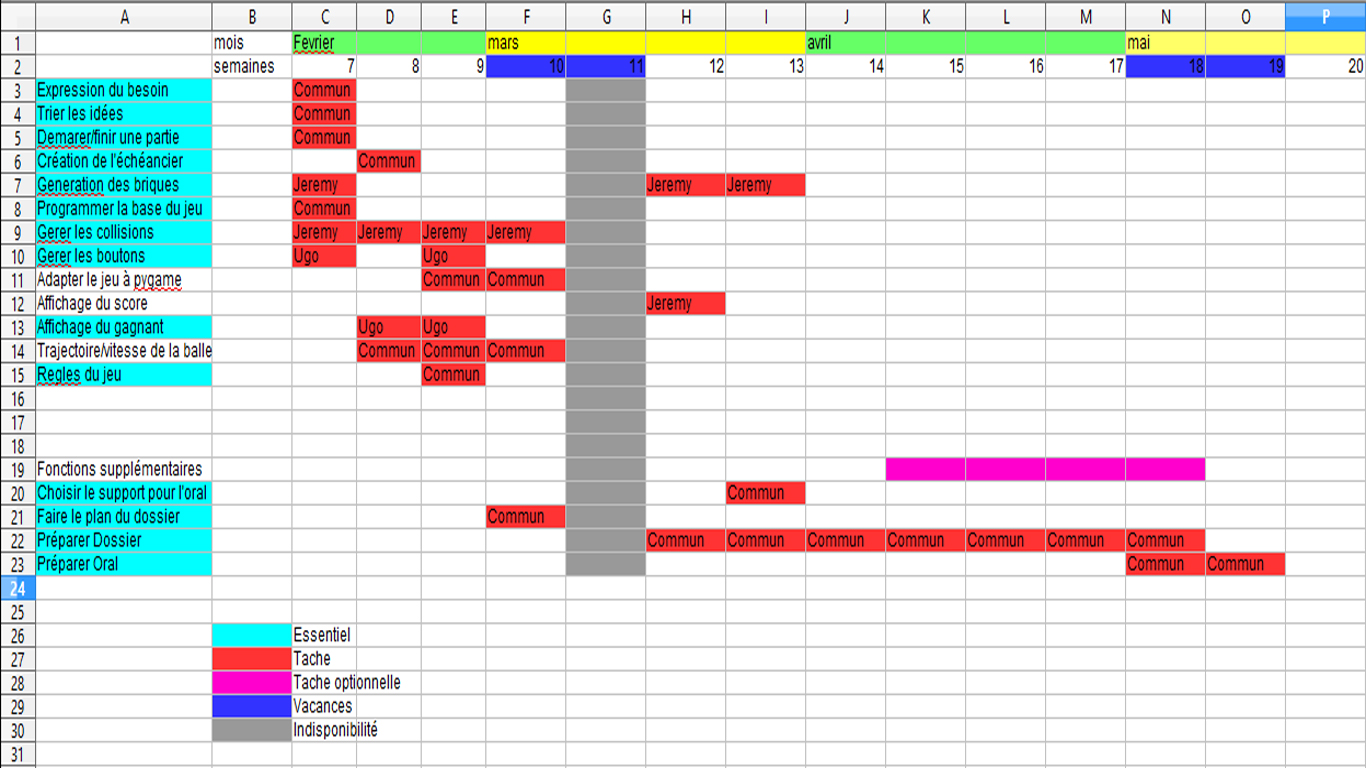 A B C D E F G H I J K L M N O P
1 mois Fevrier mars avril mai
2 semaines 7 8 9 10 11 12 13 14 15 16 17 18 19 20
3 Expression du besoin Commun
4 Trier les idées Commun
5 Demarer/finir une partie Commun
6 Création de l'échéancier Commun
7 Generation des briques Jeremy Jeremy Jeremy
8 Programmer la base du jeu Commun
9 Gerer les collisions Jeremy Jeremy Jeremy Jeremy
10 Gerer les boutons Ugo Ugo
11 Adapter le jeu à pygame Commun Commun
12 Affichage du score Jeremy
13 Affichage du gagnant Ugo Ugo
14 Trajectoire/vitesse de la balle Commun Commun Commun
15 Regles du jeu Commun
16
17
18
19 Fonctions supplémentaires
20 Choisir le support pour l'oral Commun
21 Faire le plan du dossier Commun
22 Préparer Dossier Commun Commun Commun Commun Commun Commun Commun
23 Préparer Oral Commun Commun
24
25
26 Essentiel
27 Tache
28 Tache optionnelle
29 Vacances
30 Indisponibilité
31